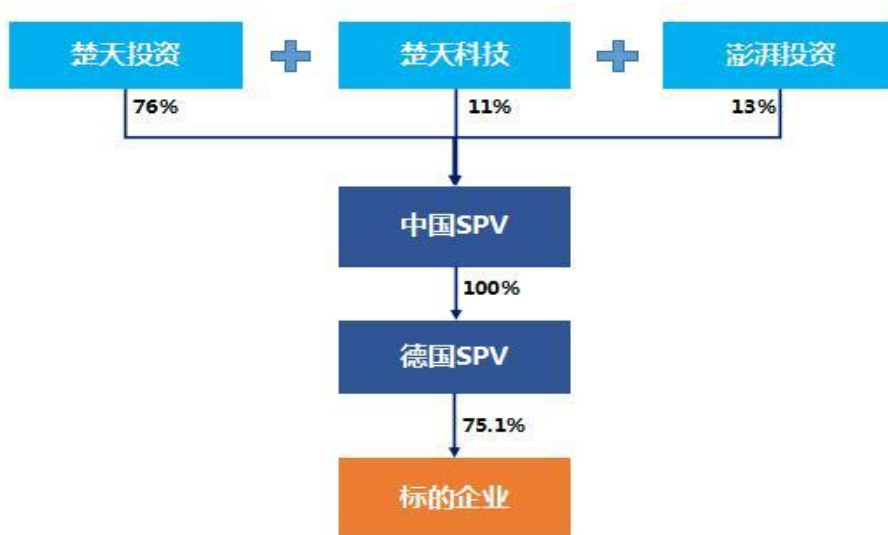 楚天投资
楚天科技
澎湃投资
76%
11%
13%
中国SPV
100%
德国SPV
75.1%
标的企业